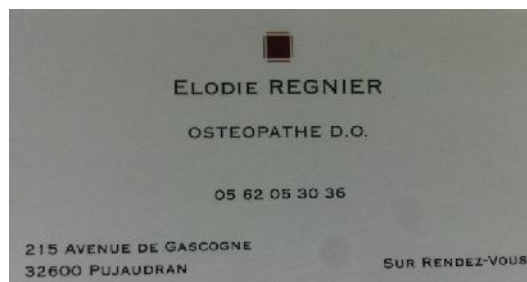 ELODIE REGNIER
OSTEOPATHE D.O.
05 62 05 30 36
215 AVENUE DE GASCOGNE
32600 PUJAUDRAN
SUR RENDEZ-VOUS